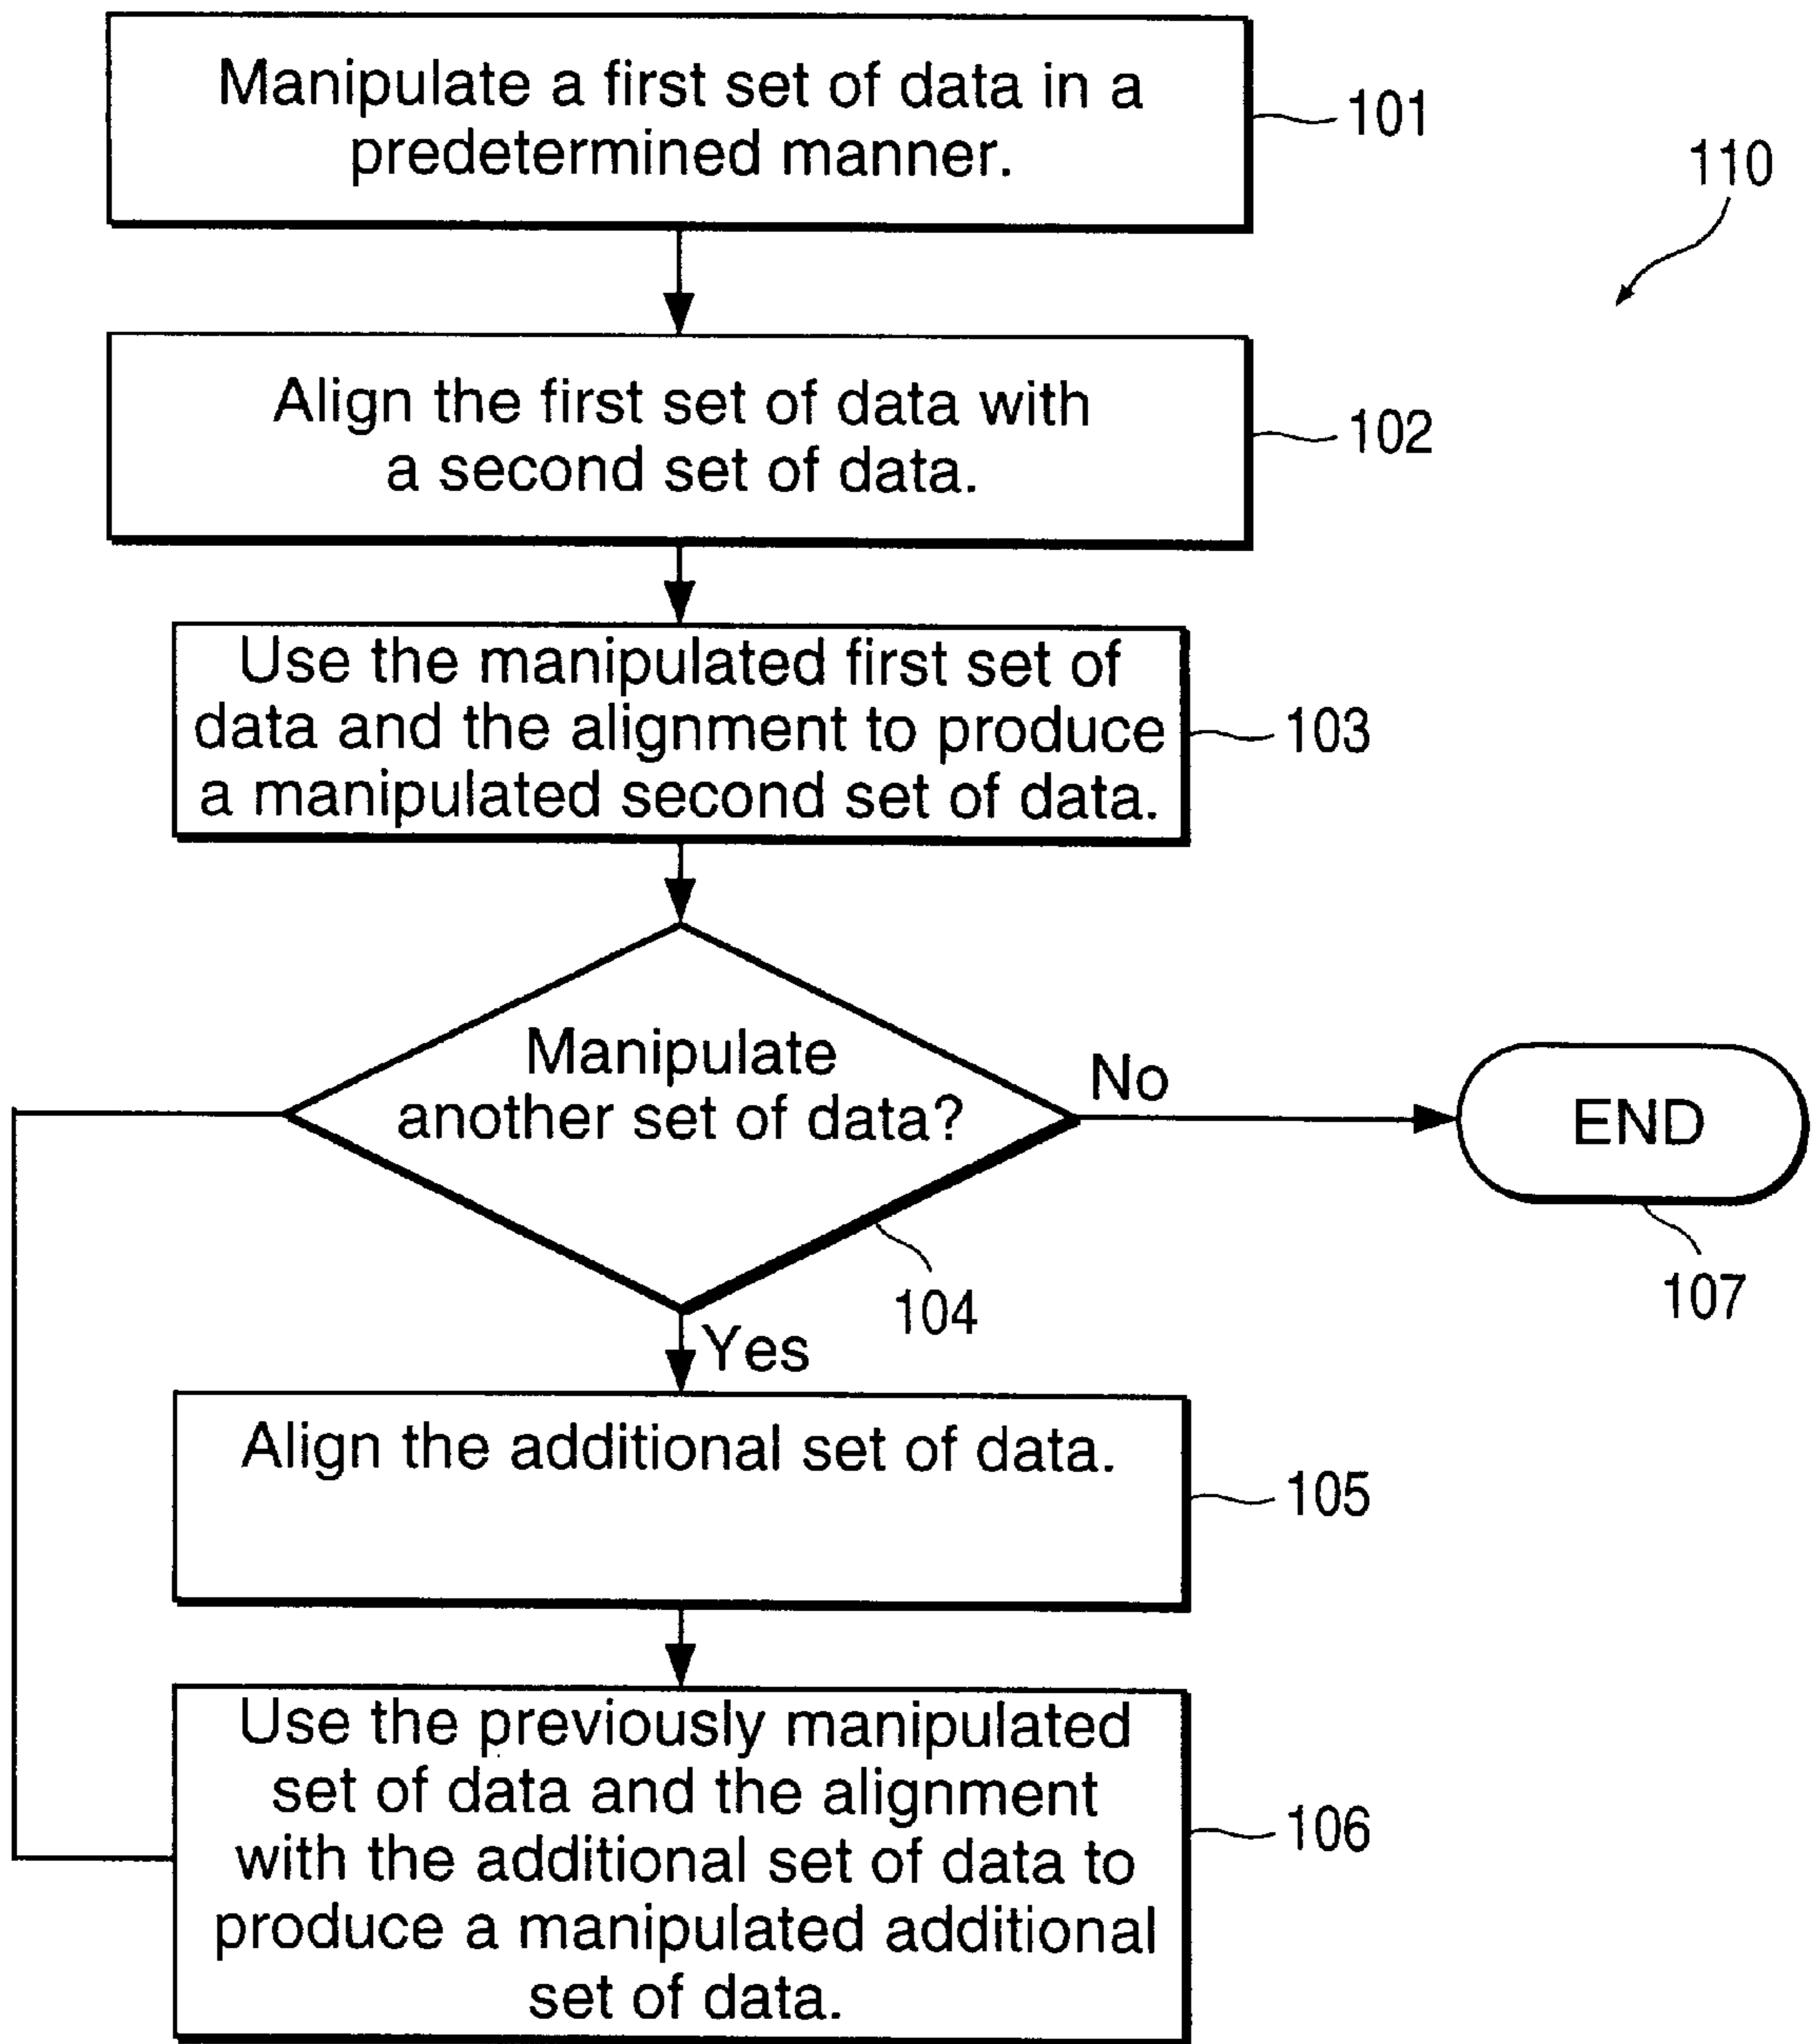 Manipulate a first set of data in a
predetermined manner.
101
110
Align the first set of data with
a second set of data.
102
Use the manipulated first set of
data and the alignment to produce
a manipulated second set of data.
103
Manipulate
another set of data?
No
END
104
107
Yes
Align the additional set of data.
105
Use the previously manipulated
set of data and the alignment
with the additional set of data to
produce a manipulated additional
set of data.
106